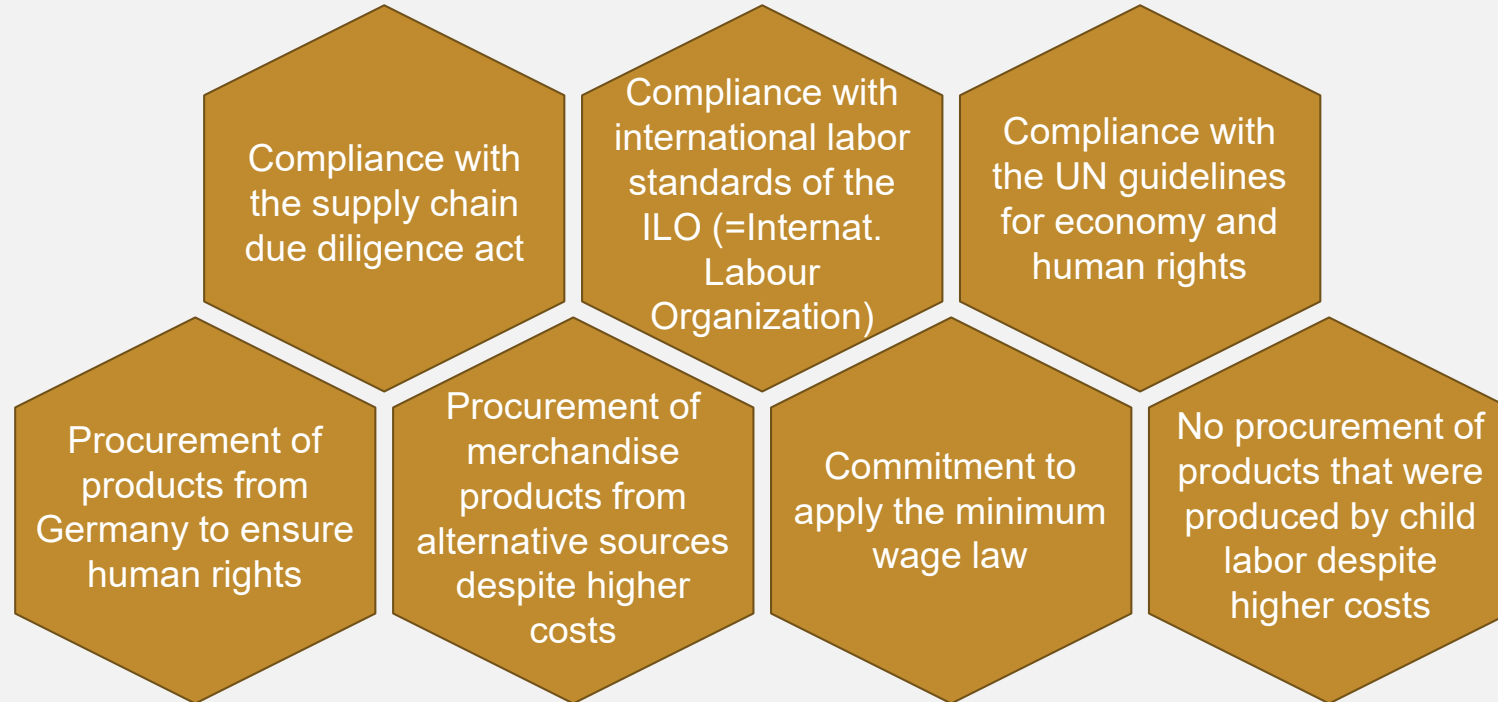 Compliance with
the supply chain
due diligence act
Compliance with
international labor
standards of the
ILO (=Internat.
Labour
Organization)
Compliance with
the UN guidelines
for economy and
human rights
Procurement of
products from
Germany to ensure
human rights
Procurement of
merchandise
products from
alternative sources
despite higher
costs
Commitment to
apply the minimum
wage law
No procurement of
products that were
produced by child
labor despite
higher costs